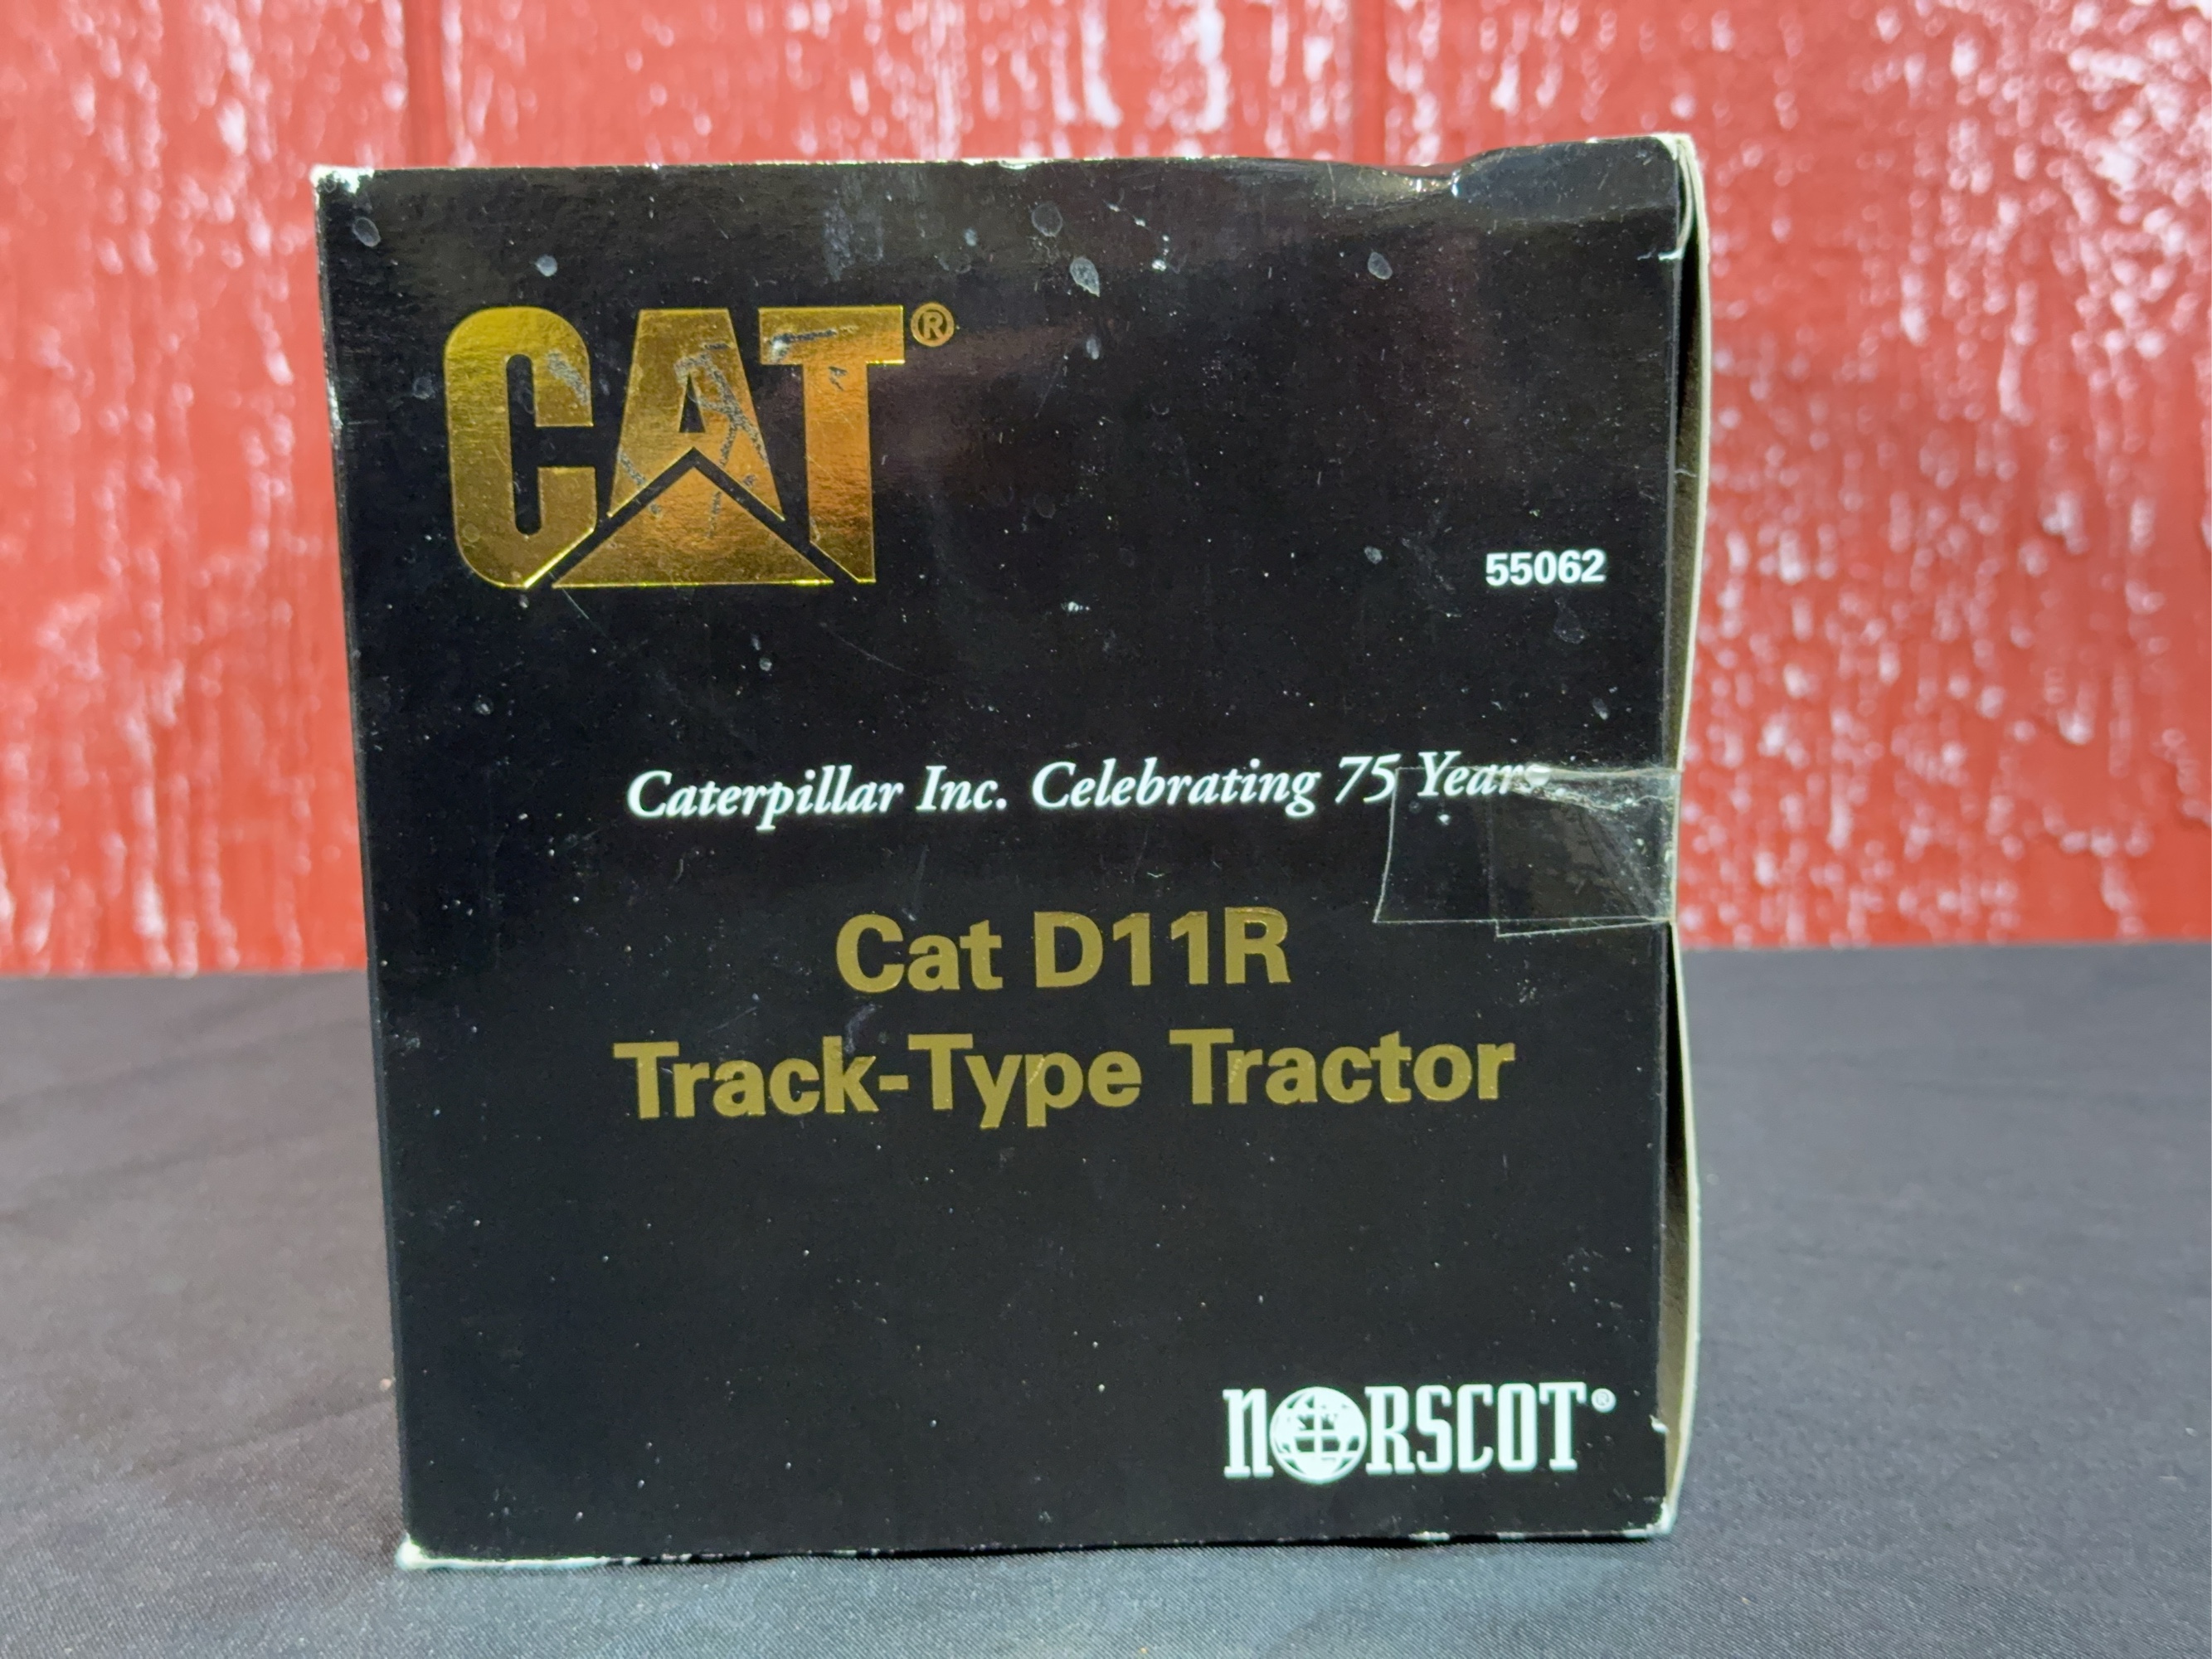 CAT®
55062
Caterpillar Inc. Celebrating 75 Years
Cat D11R
Track-Type Tractor
NORSCOT®